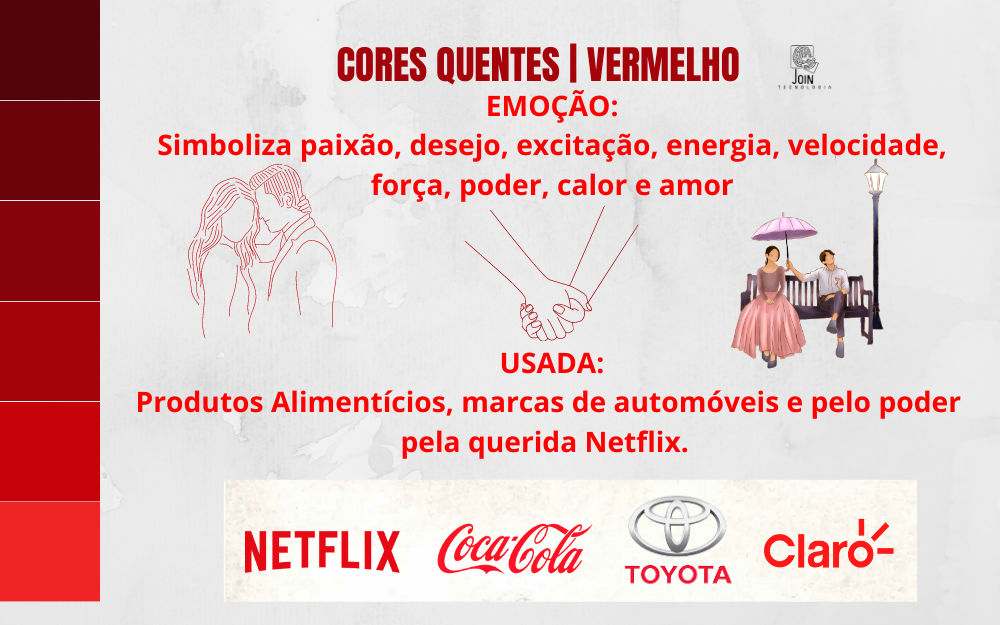 CORES QUENTES | VERMELHO
JOIN
TECNOLOGIA
EMOÇÃO:
Simboliza paixão, desejo, excitação, energia, velocidade,
força, poder, calor e amor
USADA:
Produtos Alimentícios, marcas de automóveis e pelo poder
pela querida Netflix.
NETFLIX
Coca-Cola
TOYOTA
Claro